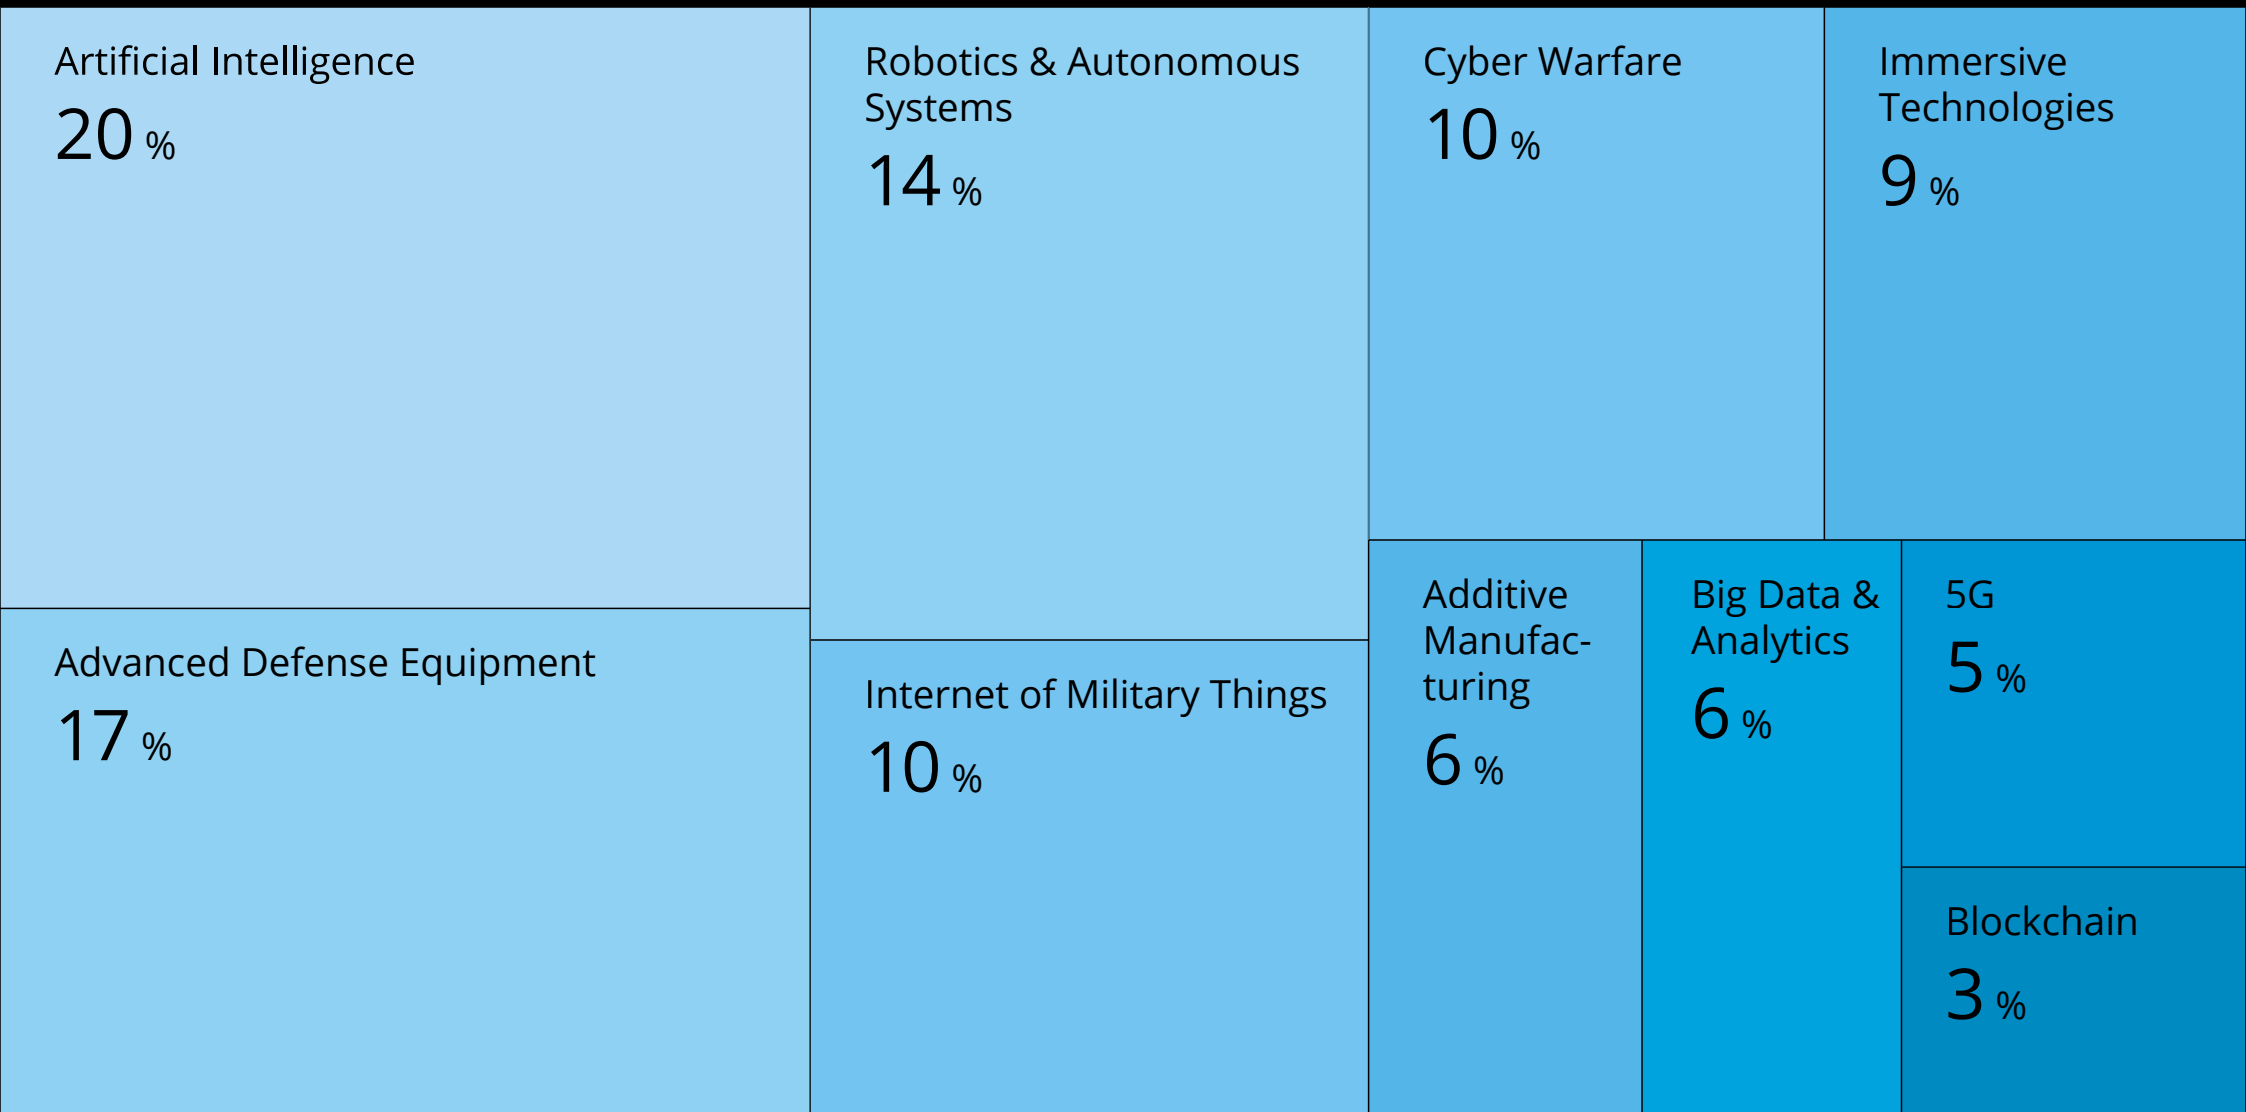 Artificial Intelligence
20 %
Advanced Defense Equipment
17 %
Robotics & Autonomous
Systems
14 %
Internet of Military Things
10 %
Cyber Warfare
10 %
Immersive
Technologies
9 %
Additive
Manufac-
turing
6 %
Big Data &
Analytics
6 %
5G
5 %
Blockchain
3 %